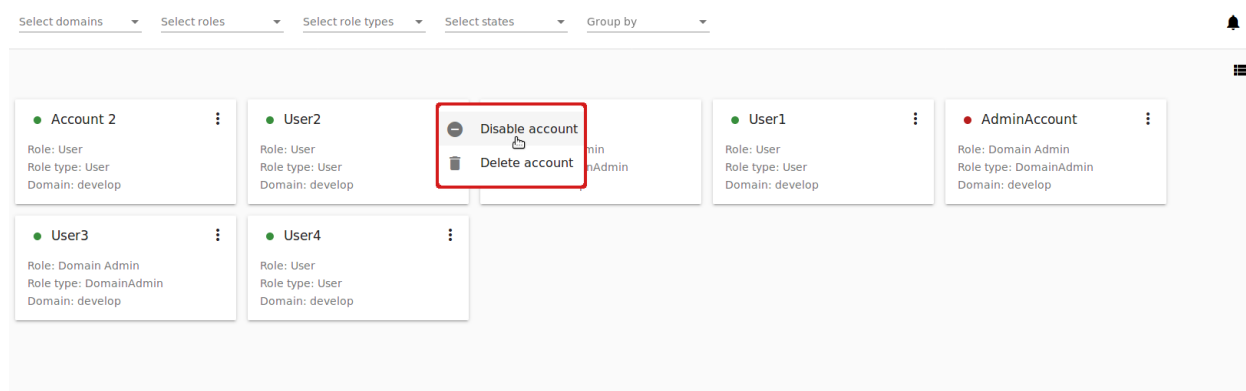 Select domains
Select roles
Select role types
Select states
Group by
Account 2
Role: User
Role type: User
Domain: develop
User2
Role: User
Role type: User
Domain: develop
Disable account
Delete account
User1
Role: User
Role type: User
Domain: develop
AdminAccount
Role: Domain Admin
Role type: DomainAdmin
Domain: develop
User3
Role: Domain Admin
Role type: DomainAdmin
Domain: develop
User4
Role: User
Role type: User
Domain: develop